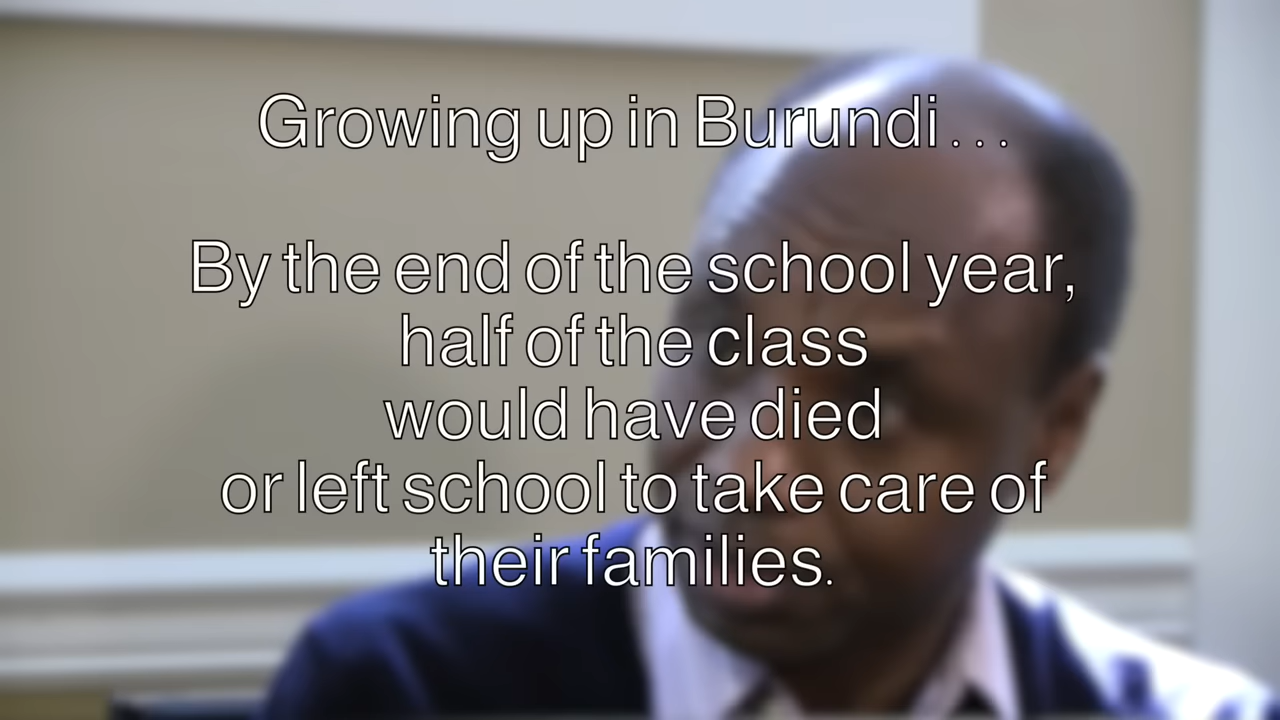 Growing up in Burundi...
By the end of the school year,
half of the class
would have died
or left school to take care of
their families.